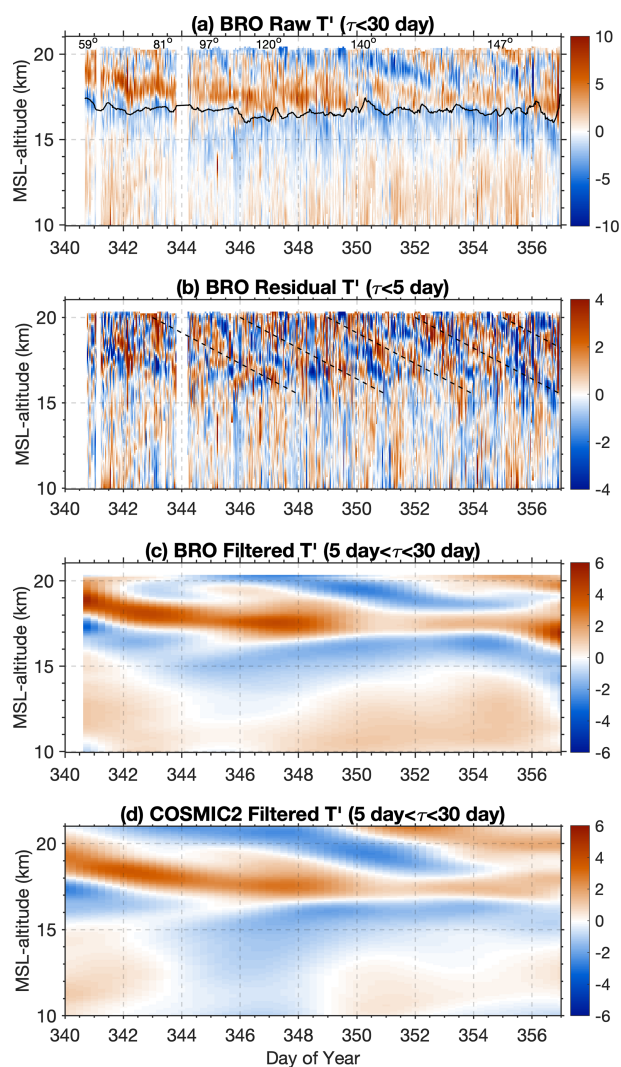 (a) BRO Raw T' (τ<30 day)
59° 81° 97° 120° 140° 147°
MSL-altitude (km)
20
15
10
340 342 344 346 348 350 352 354 356
10
5
0
-5
-10
(b) BRO Residual T' (τ<5 day)
MSL-altitude (km)
20
15
10
340 342 344 346 348 350 352 354 356
4
2
0
-2
-4
(c) BRO Filtered T' (5 day<τ<30 day)
MSL-altitude (km)
20
15
10
340 342 344 346 348 350 352 354 356
6
4
2
0
-2
-4
-6
(d) COSMIC2 Filtered T' (5 day<τ<30 day)
MSL-altitude (km)
20
15
10
340 342 344 346 348 350 352 354 356
Day of Year
6
4
2
0
-2
-4
-6